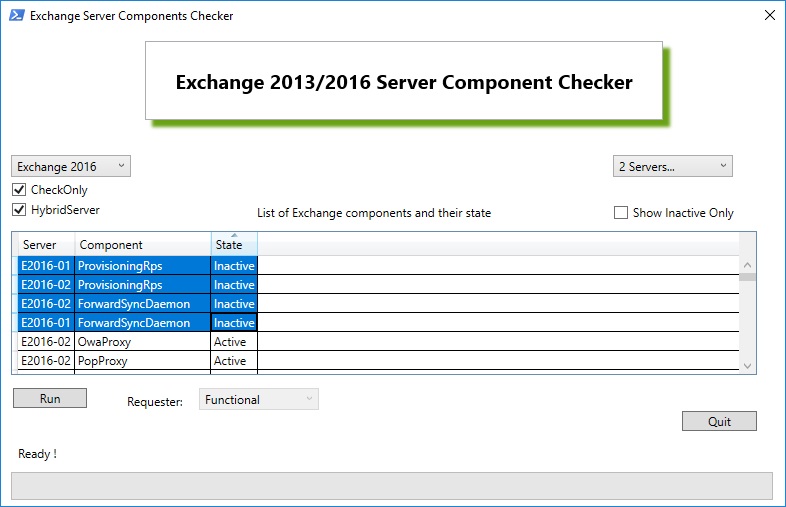 Exchange Server Components Checker
Exchange 2013/2016 Server Component Checker
Exchange 2016
2 Servers...
CheckOnly
HybridServer
List of Exchange components and their state
Show Inactive Only
Server Component State
E2016-01 ProvisioningRps Inactive
E2016-02 ProvisioningRps Inactive
E2016-02 ForwardSyncDaemon Inactive
E2016-01 ForwardSyncDaemon Inactive
E2016-02 OwaProxy Active
E2016-02 PopProxy Active
Run
Requester:
Functional
Quit
Ready !